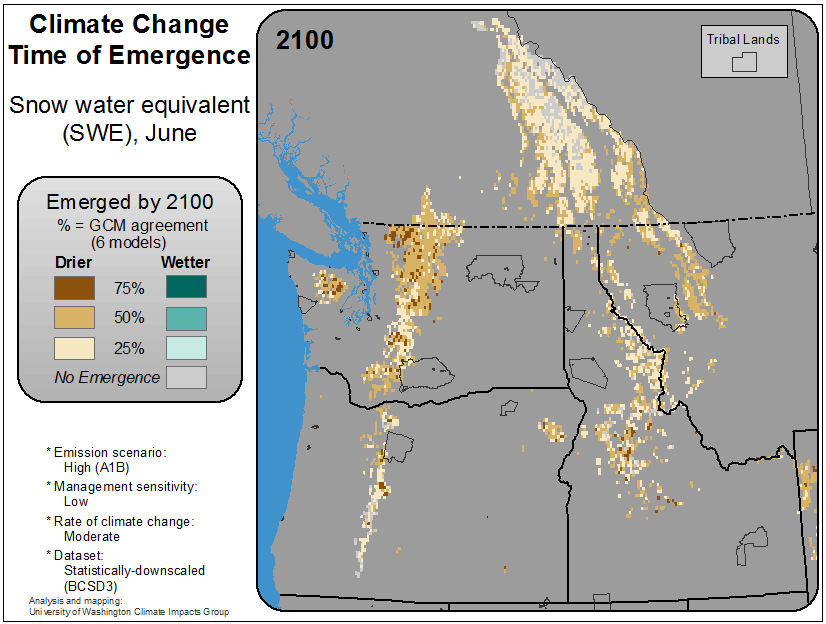 Climate Change
Time of Emergence
Snow water equivalent
(SWE), June
Emerged by 2100
% = GCM agreement
(6 models)
Drier
Wetter
75%
50%
25%
No Emergence
* Emission scenario:
High (A1B)
* Management sensitivity:
Low
* Rate of climate change:
Moderate
* Dataset:
Statistically-downscaled
(BCSD3)
Analysis and mapping:
University of Washington Climate Impacts Group
2100
Tribal Lands